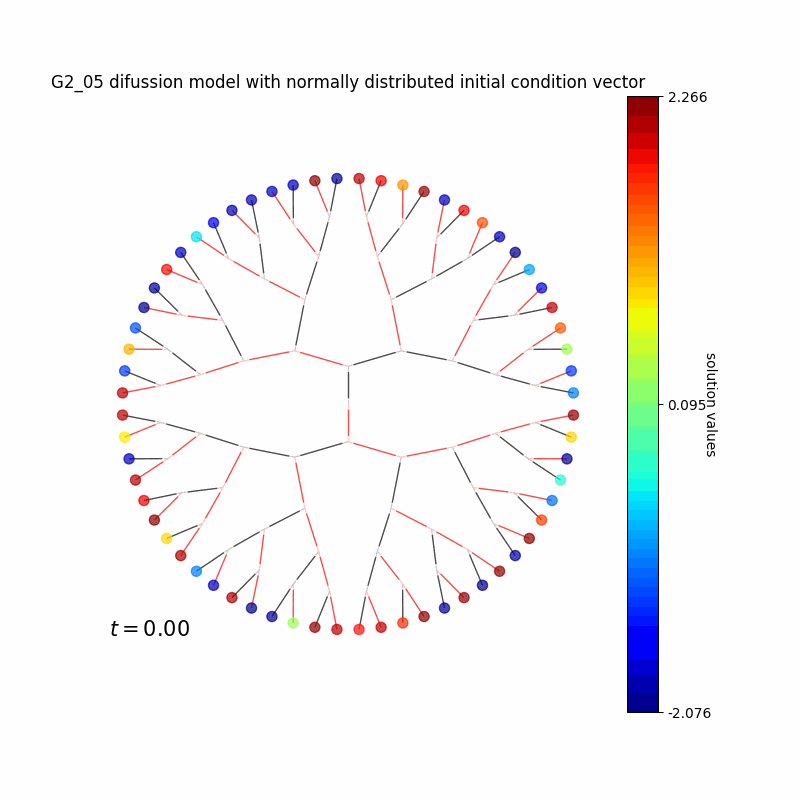 G2_05 difussion model with normally distributed initial condition vector
2.266
0.095
solution values
-2.076
t = 0.00